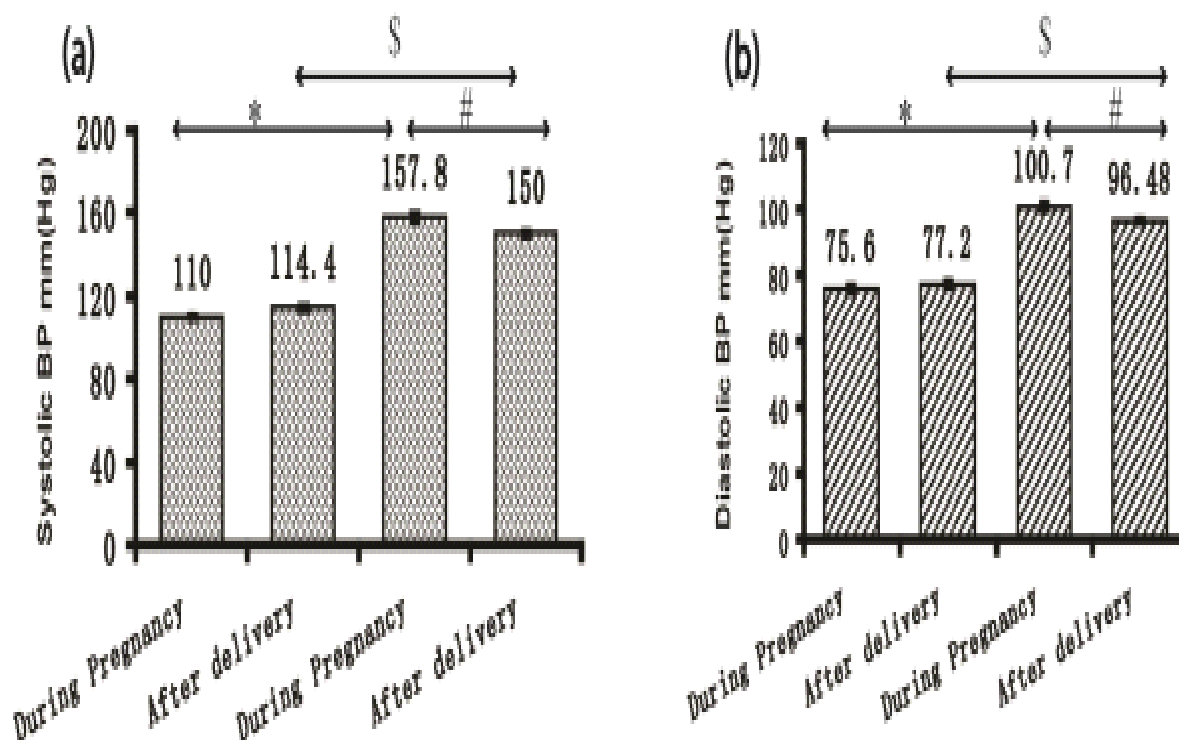 (a)
$
*
#
Systolic BP mm(Hg)
200
160
120
80
40
0
110
114.4
157.8
150
During Pregnancy
After delivery
During Pregnancy
After delivery
(b)
$
*
#
Diastolic BP mm(Hg)
120
100
80
60
40
20
0
75.6
77.2
100.7
96.48
During Pregnancy
After delivery
During Pregnancy
After delivery